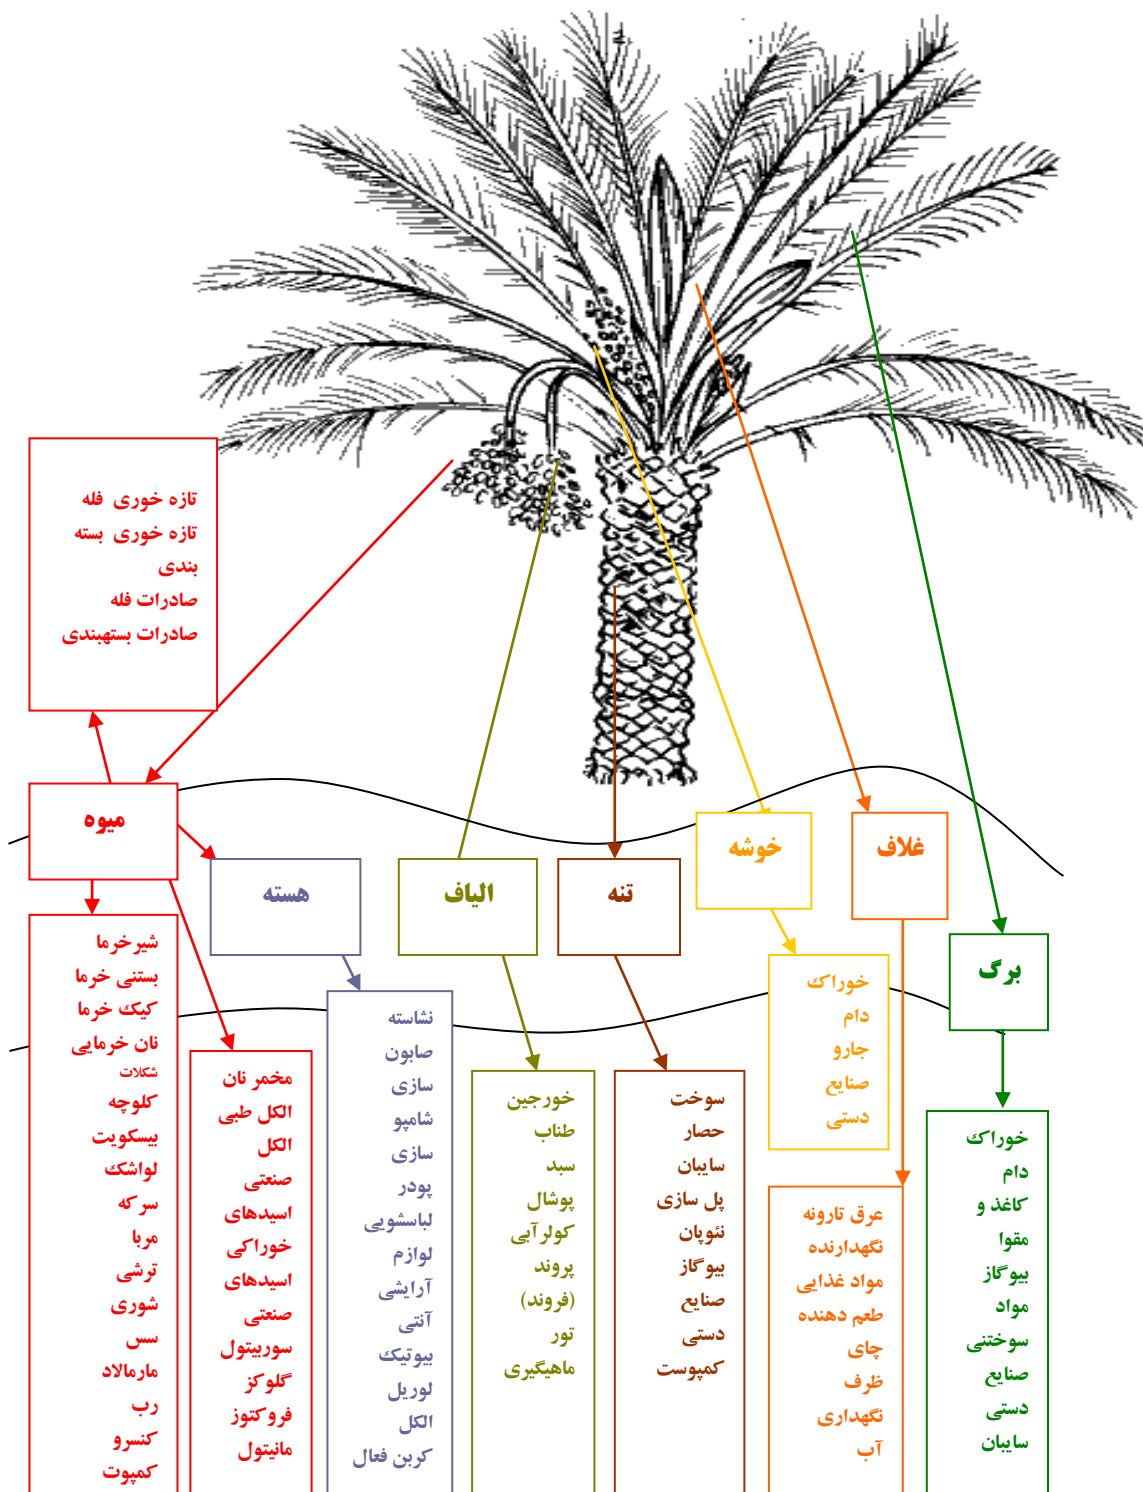 تازه خوری فله
تازه خوری بسته
بندی
صادرات فله
صادرات بستهبندی
میوه
هسته
الیاف
تنه
خوشه
غلاف
برگ
شیرخرما
بستنی خرما
کیک خرما
نان خرمایی
شکلات
کلوچه
بیسکویت
لواشک
سرکه
مربا
ترشی
شوری
سس
مارمالاد
رب
کنسرو
کمپوت
مخمر نان
الکل طبی
الکل
صنعتی
اسیدهای
خوراکی
اسیدهای
صنعتی
سوربیتول
گلوکز
فروکتوز
مانیتول
نشاسته
صابون
سازی
شامپو
سازی
پودر
لباسشویی
لوازم
آرایشی
آنتی
بیوتیک
لوریل
الکل
کربن فعال
خورجین
طناب
سبد
پوشال
کولرآبی
پروند
(فروند)
تور
ماهیگیری
سوخت
حصار
سایبان
پل سازی
نئوپان
بیوگاز
صنایع
دستی
کمپوست
خوراک
دام
جارو
صنایع
دستی
عرق تارونه
نگهدارنده
مواد غذایی
طعم دهنده
چای
ظرف
نگهداری
آب
خوراک
دام
کاغذ و
مقوا
بیوگاز
مواد
سوختنی
صنایع
دستی
سایبان